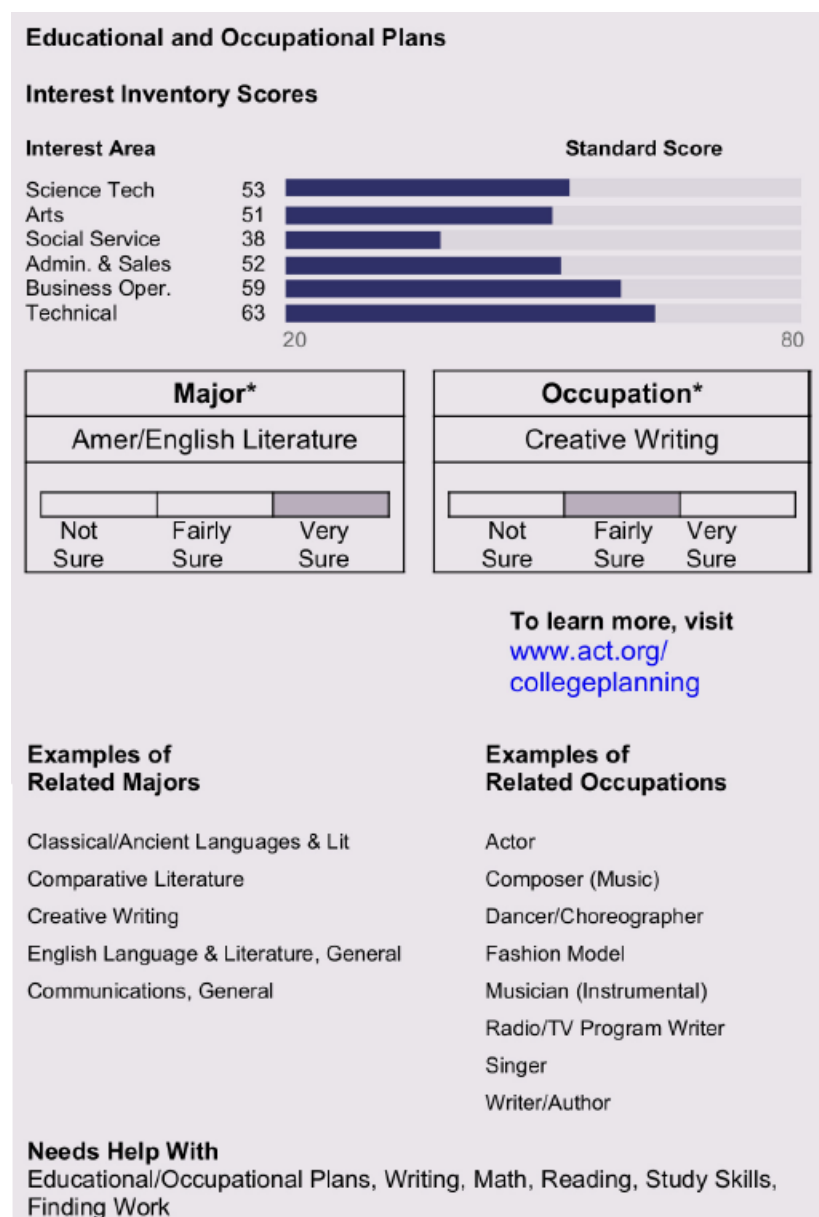 Educational and Occupational Plans
Interest Inventory Scores
Interest Area Standard Score
Science Tech 53
Arts 51
Social Service 38
Admin. & Sales 52
Business Oper. 59
Technical 63
20 80
Major*
Amer/English Literature
Not Fairly Very
Sure Sure Sure
Occupation*
Creative Writing
Not Fairly Very
Sure Sure Sure
To learn more, visit
www.act.org/
collegeplanning
Examples of
Related Majors
Classical/Ancient Languages & Lit
Comparative Literature
Creative Writing
English Language & Literature, General
Communications, General
Examples of
Related Occupations
Actor
Composer (Music)
Dancer/Choreographer
Fashion Model
Musician (Instrumental)
Radio/TV Program Writer
Singer
Writer/Author
Needs Help With
Educational/Occupational Plans, Writing, Math, Reading, Study Skills,
Finding Work